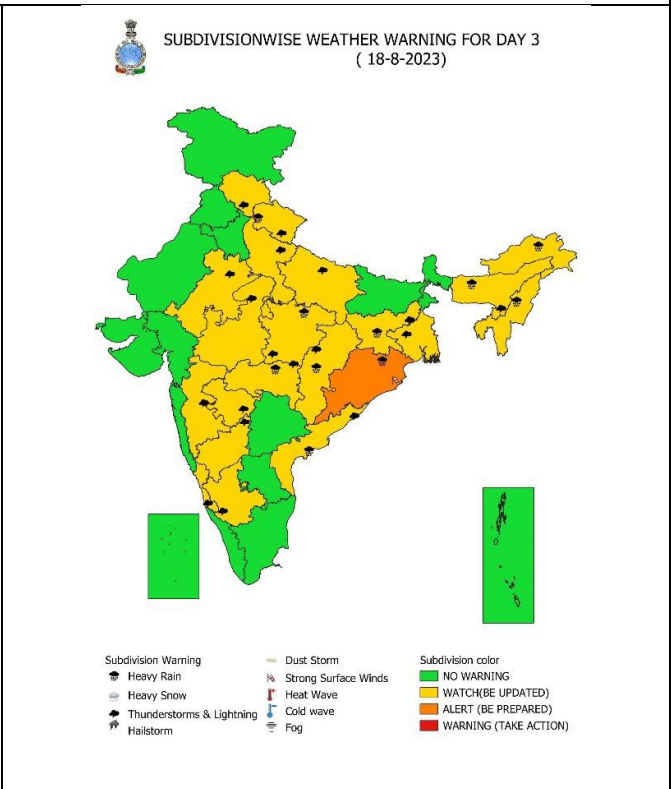 SUBDIVISIONWISE WEATHER WARNING FOR DAY 3
( 18-8-2023)
Subdivision Warning
Heavy Rain
Heavy Snow
Thunderstorms & Lightning
Hailstorm
Dust Storm
Strong Surface Winds
Heat Wave
Cold wave
Fog
Subdivision color
NO WARNING
WATCH(BE UPDATED)
ALERT (BE PREPARED)
WARNING (TAKE ACTION)